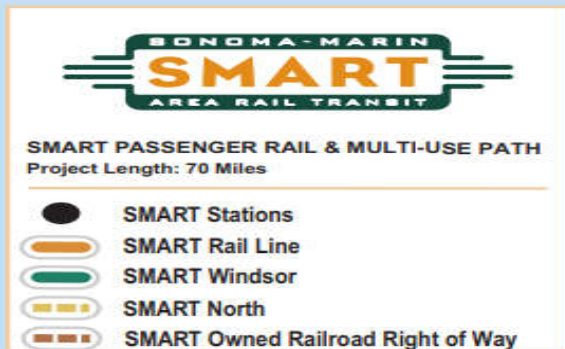 SONOMA-MARIN
SMART
AREA RAIL TRANSIT
SMART PASSENGER RAIL & MULTI-USE PATH
Project Length: 70 Miles
SMART Stations
SMART Rail Line
SMART Windsor
SMART North
SMART Owned Railroad Right of Way